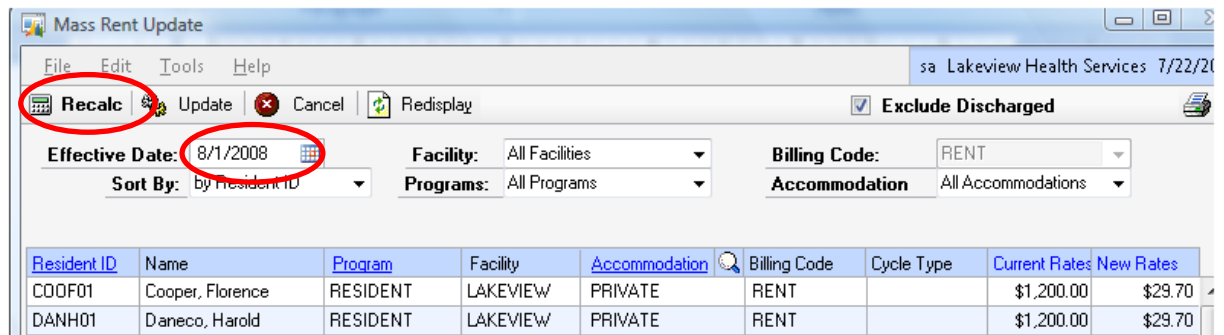 Mass Rent Update
File Edit Tools Help sa Lakeview Health Services 7/22/20
Recalc Update Cancel Redisplay Exclude Discharged
Effective Date: 8/1/2008 Facility: All Facilities Billing Code: RENT
Sort By: by Resident ID Programs: All Programs Accommodation All Accommodations
Resident ID Name Program Facility Accommodation Billing Code Cycle Type Current Rates New Rates
COOF01 Cooper, Florence RESIDENT LAKEVIEW PRIVATE RENT $1,200.00 $29.70
DANH01 Daneco, Harold RESIDENT LAKEVIEW PRIVATE RENT $1,200.00 $29.70